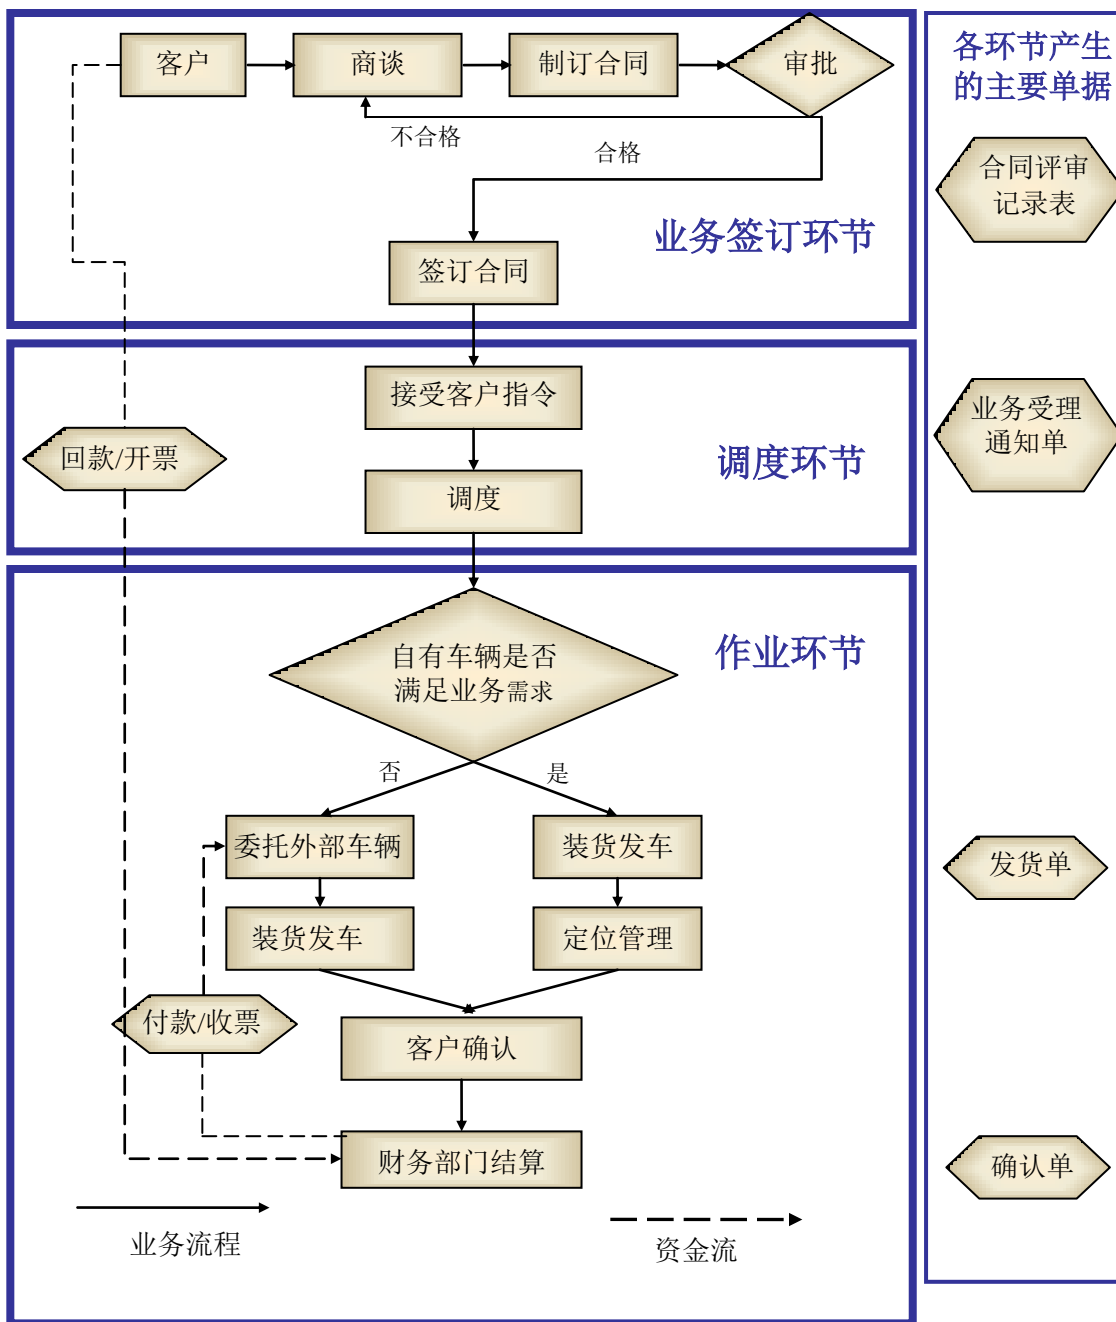 客户
商谈
制订合同
审批
不合格
合格
业务签订环节
签订合同
接受客户指令
回款/开票
调度环节
调度
作业环节
自有车辆是否
满足业务需求
否
是
委托外部车辆
装货发车
装货发车
定位管理
付款/收票
客户确认
财务部门结算
业务流程
资金流
各环节产生
的主要单据
合同评审
记录表
业务受理
通知单
发货单
确认单